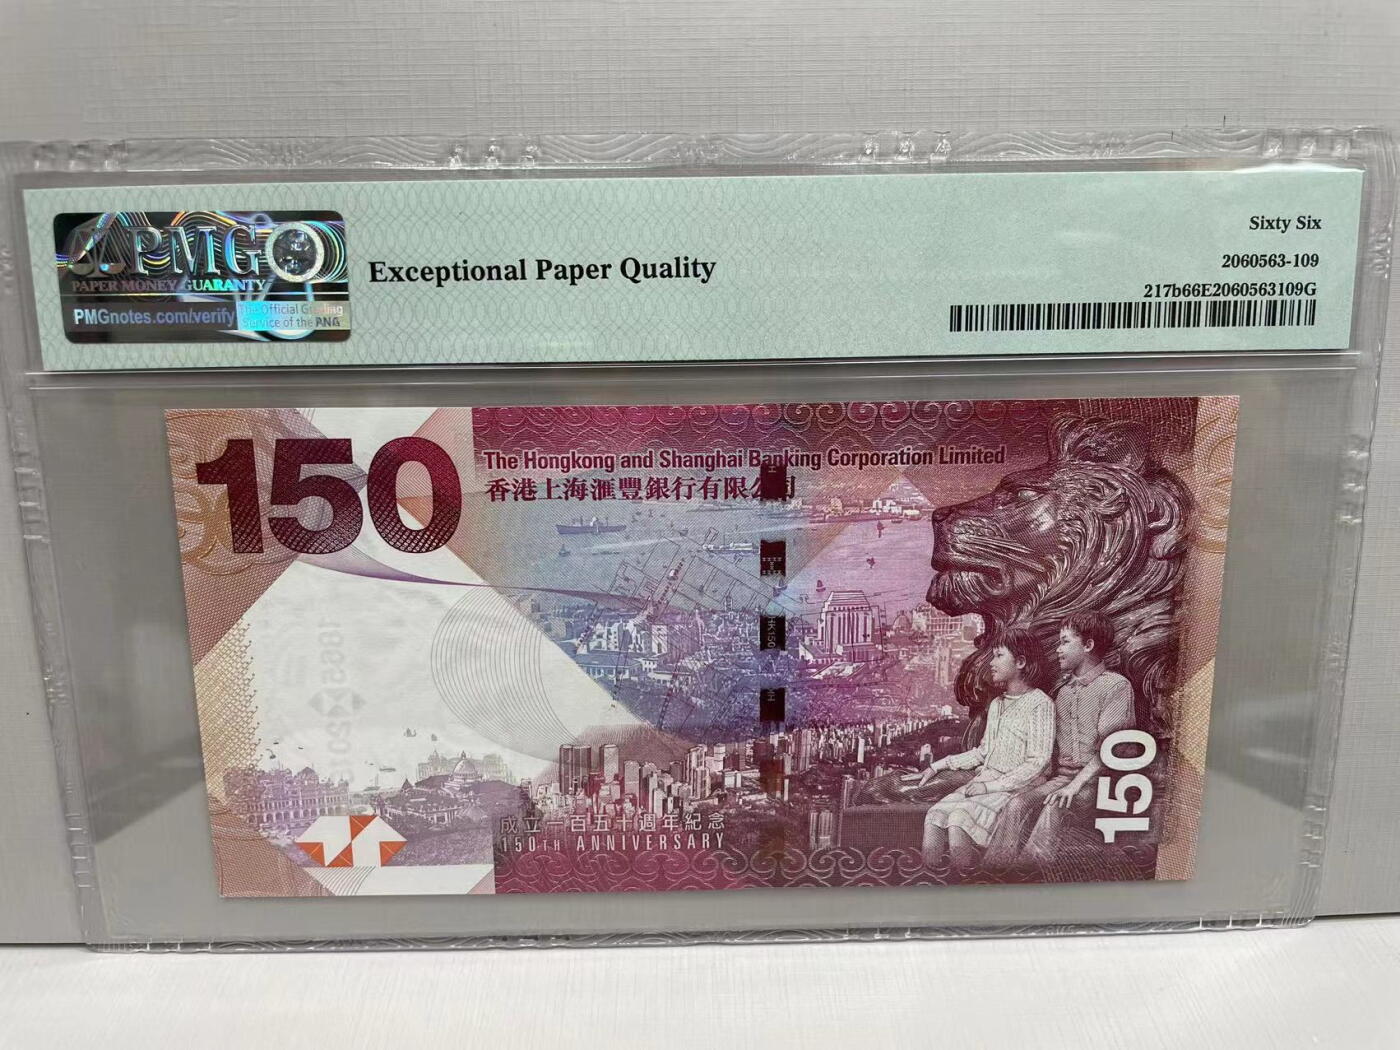 PMG
PAPER MONEY GUARANTY
PMGnotes.com/verify
The Official Grading
Service of the PNG
Exceptional Paper Quality
Sixty Six
2060563-109
217b66E2060563109G
150
The Hongkong and Shanghai Banking Corporation Limited
香港上海滙豐銀行有限公司
HK150
成立一百五十週年紀念
150TH ANNIVERSARY
150